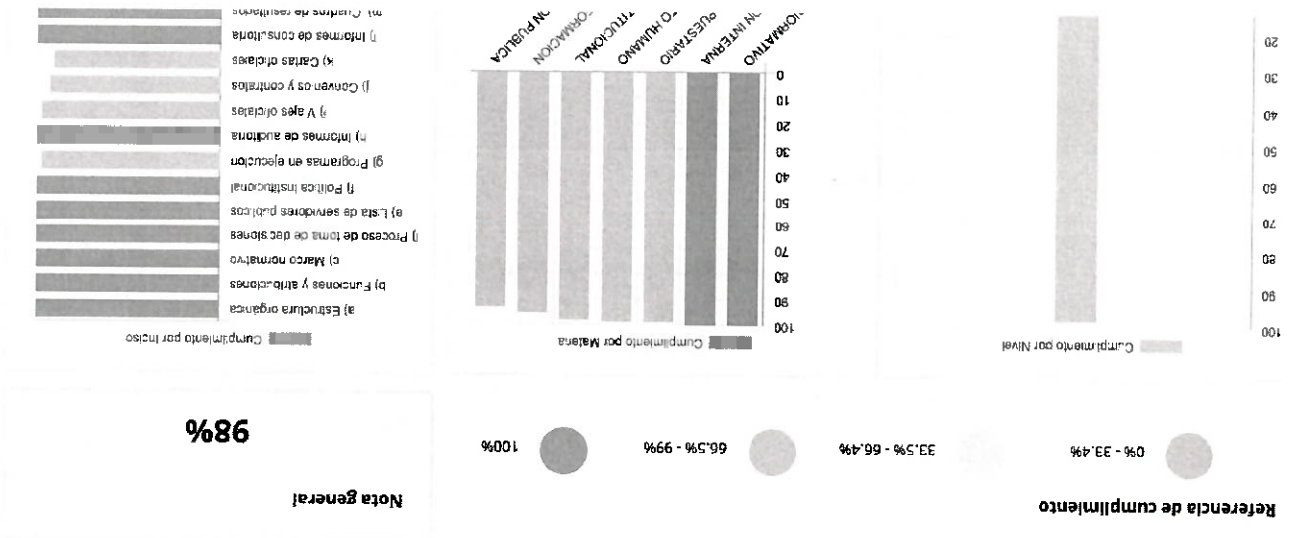 Referencia de cumplimiento
0% - 33.4%
33.5% - 66.4%
66.5% - 99%
100%
Nota general
98%
Cumplimiento por Nivel
100
90
80
70
60
50
40
30
20
Cumplimiento por Materia
100
90
80
70
60
50
40
30
20
10
0
ORMATIVO
ON INTERNA
PUESTARIO
O HUMANO
TITUCIONAL
ORMACION
ON PUBLICA
Cumplimiento por Inciso
a) Estructura orgánica
b) Funciones y atribuciones
c) Marco normativo
) Proceso de toma de decisiones
e) Lista de servidores públicos
f) Política institucional
g) Programas en ejecución
h) Informes de auditoría
i) Viajes oficiales
j) Convenios y contratos
k) Cartas oficiales
l) Informes de consultoría
m) Cuadros de resultados